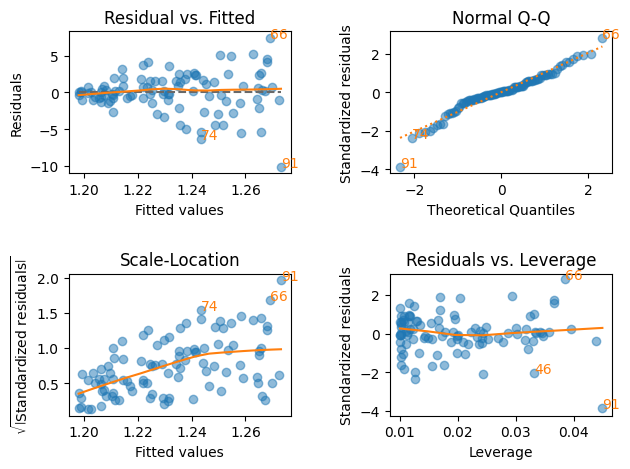 Residual vs. Fitted
Residuals
5
0
−5
−10
66
74
91
1.20 1.22 1.24 1.26
Fitted values
Normal Q-Q
Standardized residuals
2
0
−2
−4
66
91
−2 0 2
Theoretical Quantiles
Scale-Location
√|Standardized residuals|
2.0
1.5
1.0
0.5
91
66
74
1.20 1.22 1.24 1.26
Fitted values
Residuals vs. Leverage
Standardized residuals
2
0
−2
−4
66
46
91
0.01 0.02 0.03 0.04
Leverage